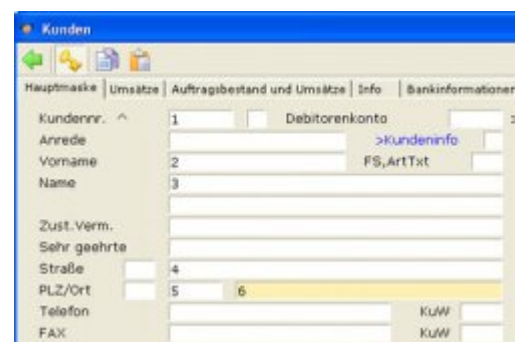 Kunden
Hauptmaske Umsätze Auftragsbestand und Umsätze Info Bankinformationen
Kundennr. ^ 1 Debitorenkonto >
Anrede >Kundeninfo
Vorname 2 FS,ArtTxt
Name 3
Zust.Verm.
Sehr geehrte
Straße 4
PLZ/Ort 5 6
Telefon KuW
FAX KuW